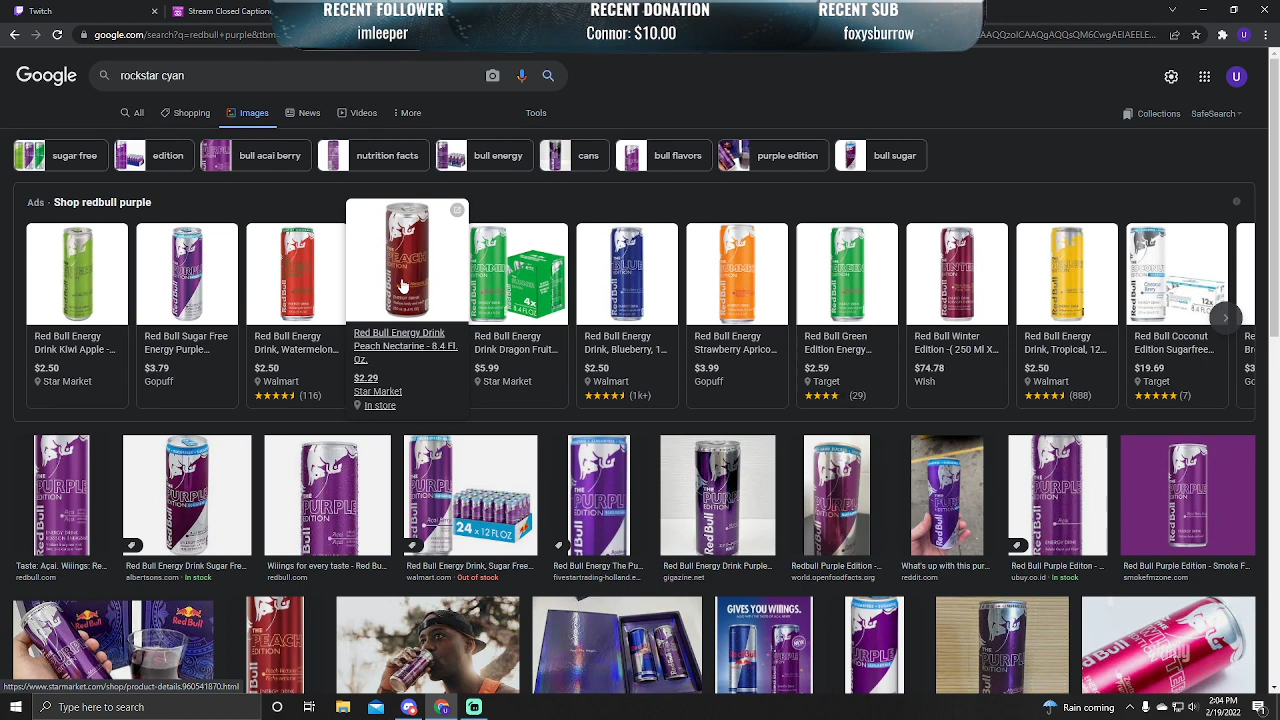 Twitch
Stream Closed Caption
RECENT FOLLOWER
imleeper
RECENT DONATION
Connor: $10.00
RECENT SUB
foxysburrow
google.com/search?q=redbull+purple&tbm
Google
rockstar cyan
All
Shopping
Images
News
Videos
More
Tools
Collections
SafeSearch
sugar free
edition
bull acai berry
nutrition facts
bull energy
cans
bull flavors
purple edition
bull sugar
Ads · Shop redbull purple
Red Bull Energy
Drink Kiwi Apple -...
$2.50
Star Market
Red Bull Sugar Free
Energy Purple...
$3.79
Gopuff
Red Bull Energy
Drink, Watermelon...
$2.50
Walmart
(116)
Red Bull Energy Drink
Peach Nectarine - 8.4 Fl.
Oz.
$2.29
Star Market
In store
Red Bull Energy
Drink Dragon Fruit...
$5.99
Star Market
Red Bull Energy
Drink, Blueberry, 1...
$2.50
Walmart
(1k+)
Red Bull Energy
Strawberry Aprico...
$3.99
Gopuff
Red Bull Green
Edition Energy...
$2.59
Target
(29)
Red Bull Winter
Edition -( 250 Ml X...
$74.78
Wish
Red Bull Energy
Drink, Tropical, 12...
$2.50
Walmart
(888)
Red Bull Coconut
Edition Sugarfree...
$19.69
Target
(7)
24 x 12 FL OZ
Taste: Açai. Wiiings: Re...
redbull.com
Red Bull Energy Drink Sugar Fre...
albertsons.com · In stock
Wiiings for every taste - Red Bu...
redbull.com
Red Bull Energy Drink, Sugar Free...
walmart.com · Out of stock
Red Bull Energy The Pu...
fivestartrading-holland.e...
Red Bull Energy Drink Purple...
gigazine.net
Redbull Purple Edition -...
world.openfoodfacts.org
What's up with this pur...
reddit.com
Red Bull Purple Edition -...
ubuy.co.id · In stock
Red Bull Purple Edition - Smoke F...
smokefmzone.com
GIVES YOU WIIINGS.
https://www.starmarket.com/shop/product-details.960541870.html
Type here to search
Rain coming
2:04 PM
2/19/2022